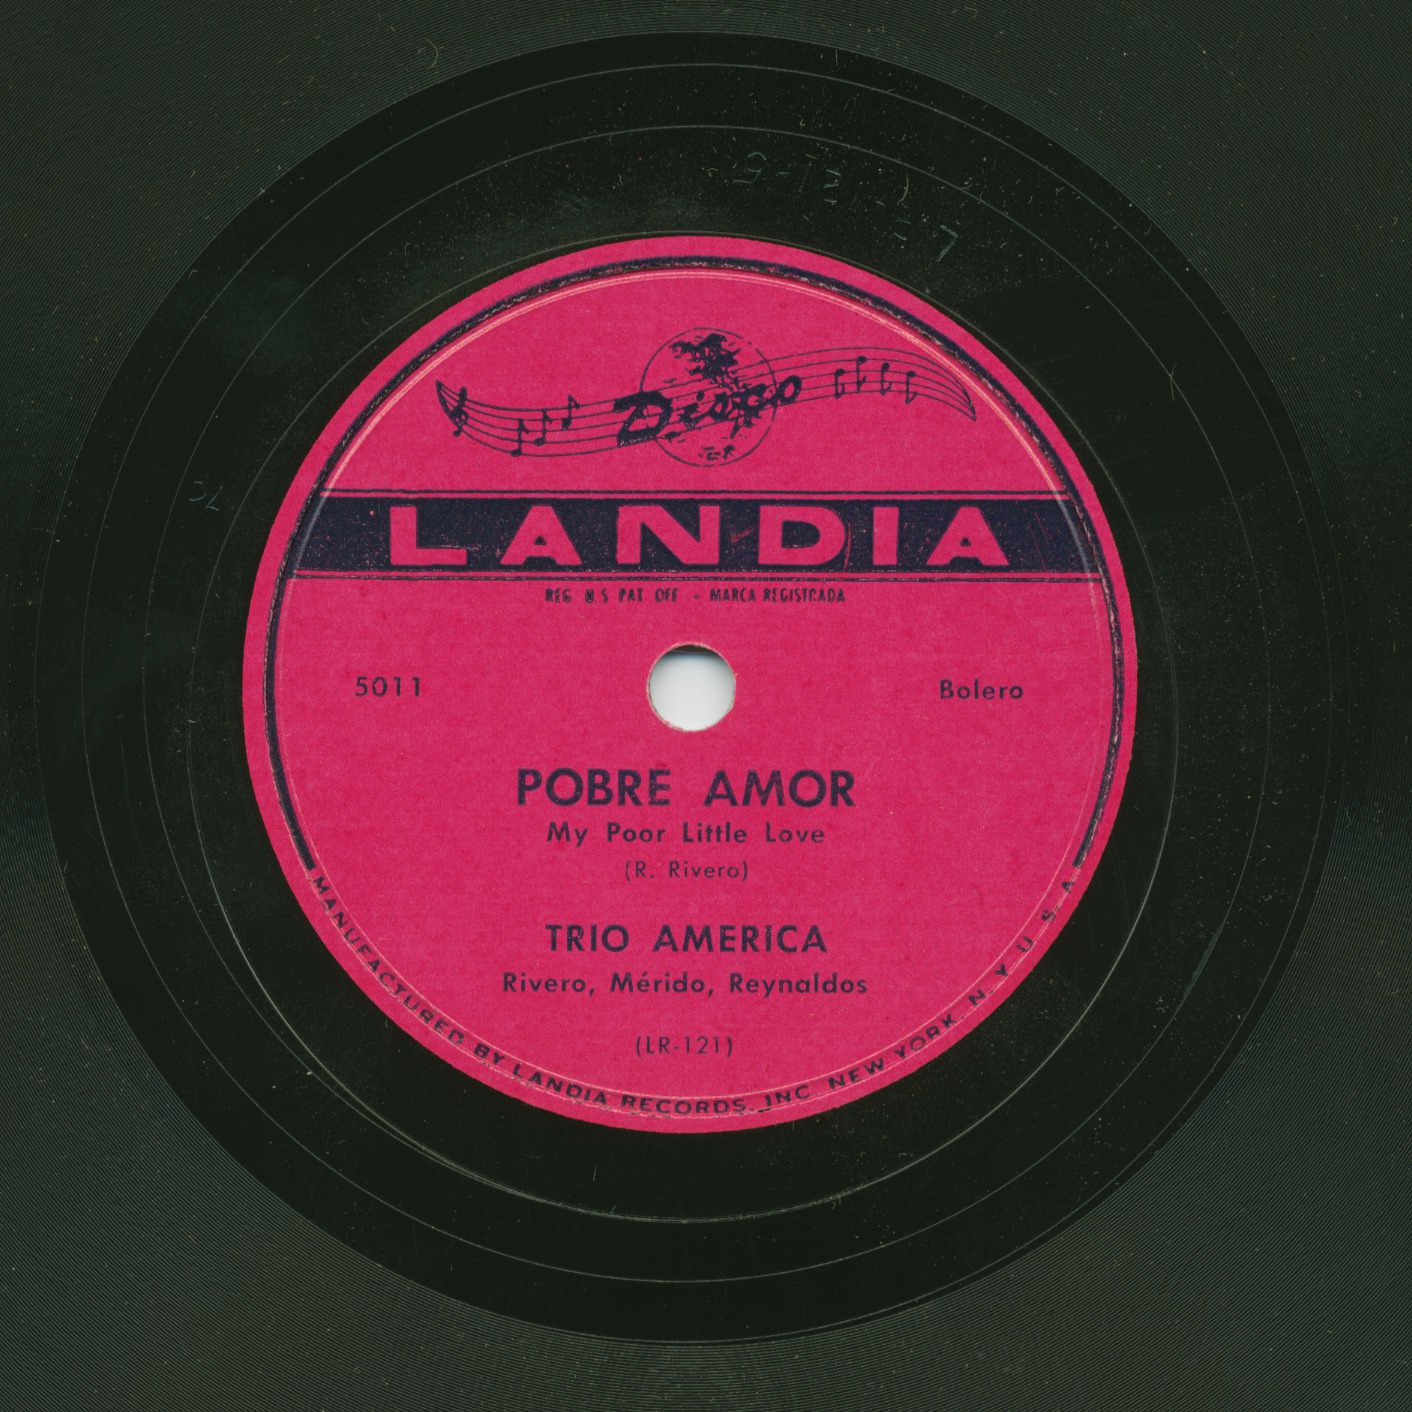 Disco
LANDIA
REG U.S PAT OFF - MARCA REGISTRADA
5011
Bolero
POBRE AMOR
My Poor Little Love
(R. Rivero)
TRIO AMERICA
Rivero, Mérido, Reynaldos
(LR-121)
MANUFACTURED BY LANDIA RECORDS, INC NEW YORK, N. Y. U. S. A.